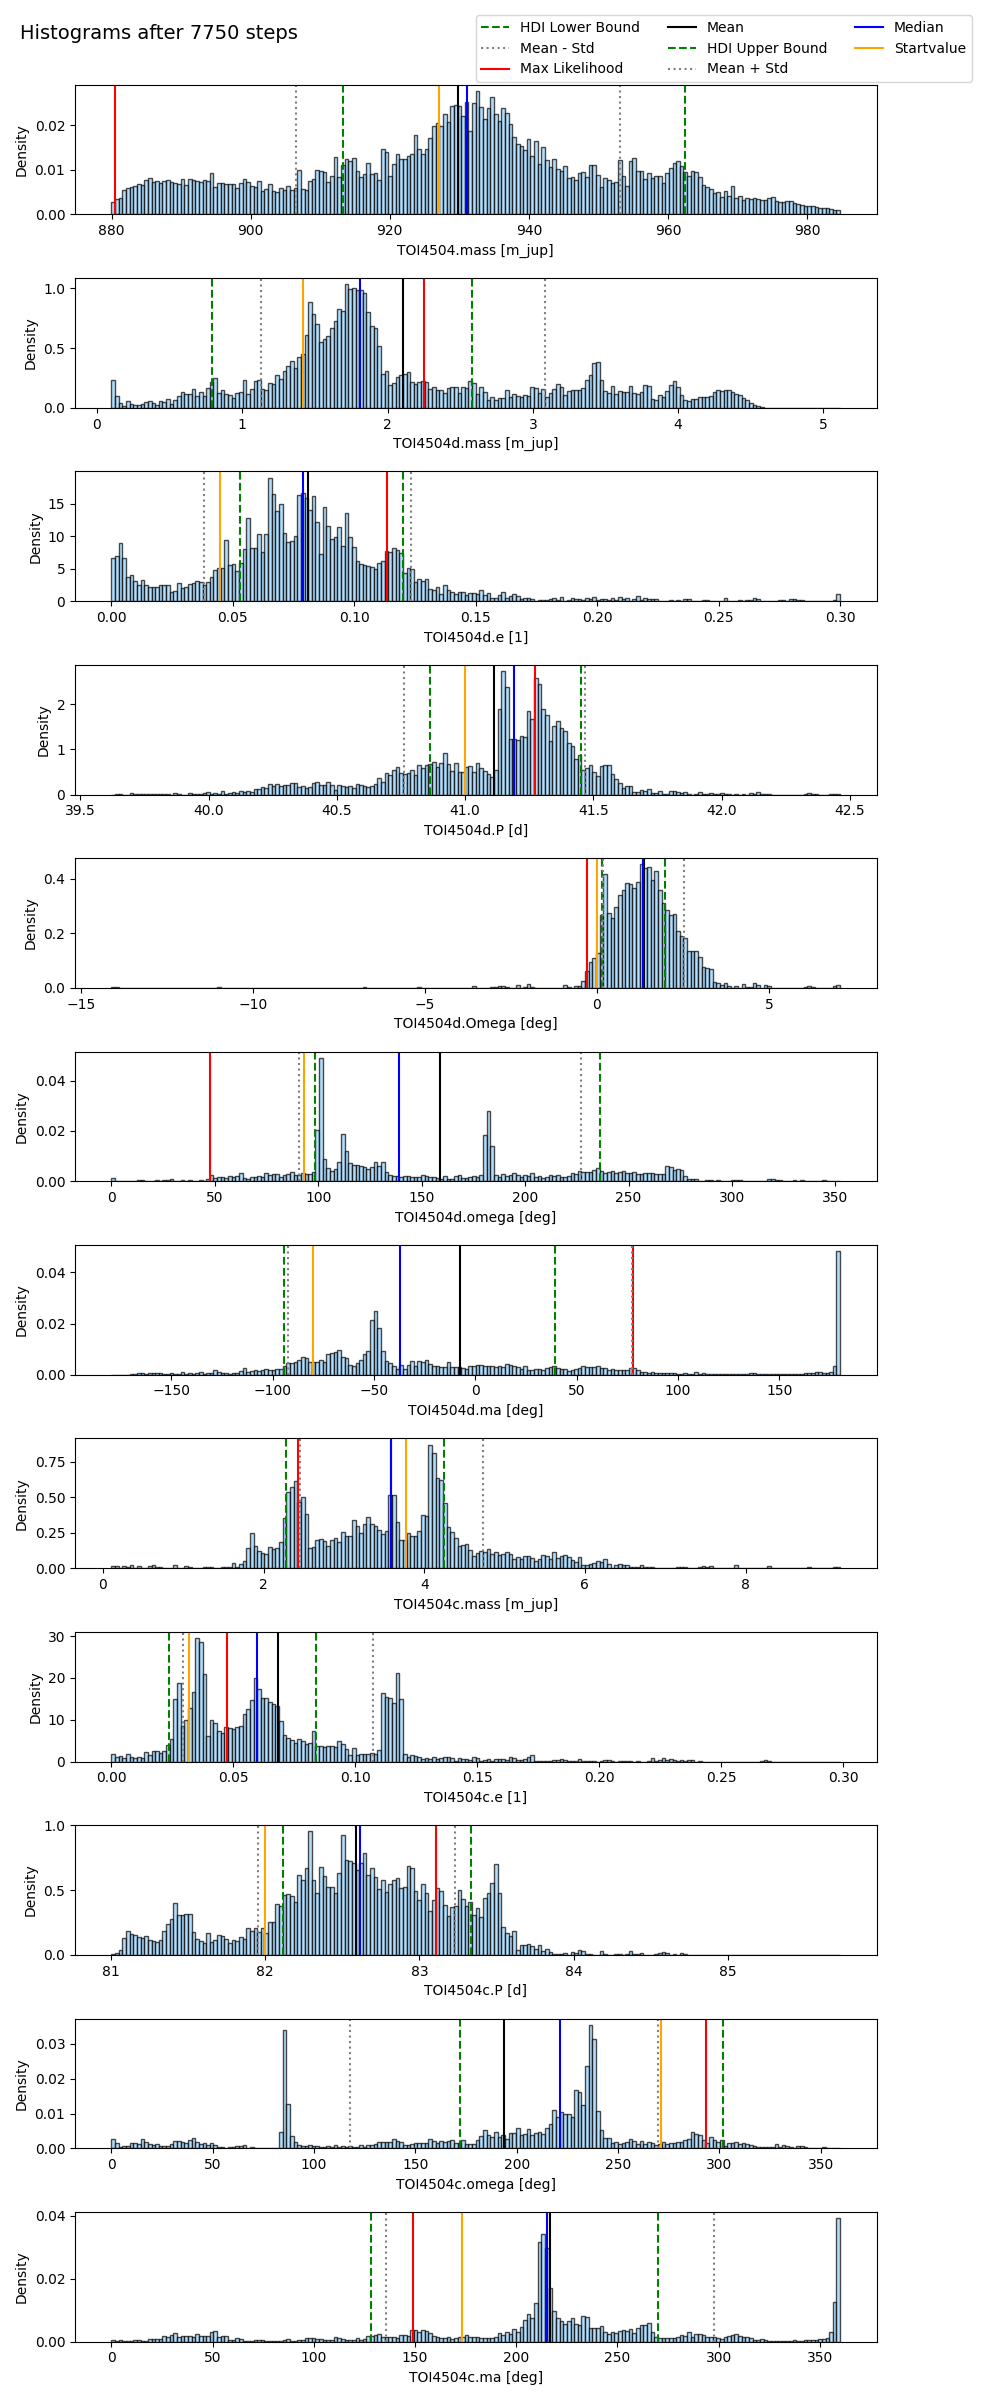 Histograms after 7750 steps
HDI Lower Bound
Mean - Std
Max Likelihood
Mean
HDI Upper Bound
Mean + Std
Median
Startvalue
Density
0.02
0.01
0.00
880 900 920 940 960 980
TOI4504.mass [m_jup]
Density
1.0
0.5
0.0
0 1 2 3 4 5
TOI4504d.mass [m_jup]
Density
15
10
5
0
0.00 0.05 0.10 0.15 0.20 0.25 0.30
TOI4504d.e [1]
Density
2
1
0
39.5 40.0 40.5 41.0 41.5 42.0 42.5
TOI4504d.P [d]
Density
0.4
0.2
0.0
−15 −10 −5 0 5
TOI4504d.Omega [deg]
Density
0.04
0.02
0.00
0 50 100 150 200 250 300 350
TOI4504d.omega [deg]
Density
0.04
0.02
0.00
−150 −100 −50 0 50 100 150
TOI4504d.ma [deg]
Density
0.75
0.50
0.25
0.00
0 2 4 6 8
TOI4504c.mass [m_jup]
Density
30
20
10
0
0.00 0.05 0.10 0.15 0.20 0.25 0.30
TOI4504c.e [1]
Density
1.0
0.5
0.0
81 82 83 84 85
TOI4504c.P [d]
Density
0.03
0.02
0.01
0.00
0 50 100 150 200 250 300 350
TOI4504c.omega [deg]
Density
0.04
0.02
0.00
0 50 100 150 200 250 300 350
TOI4504c.ma [deg]